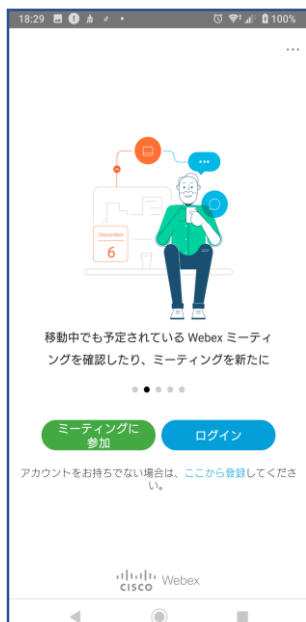 18:29
100%
December
6
移動中でも予定されている Webex ミーティ
ングを確認したり、ミーティングを新たに
ミーティングに
参加
ログイン
アカウントをお持ちでない場合は、ここから登録してくださ
い。
CISCO Webex